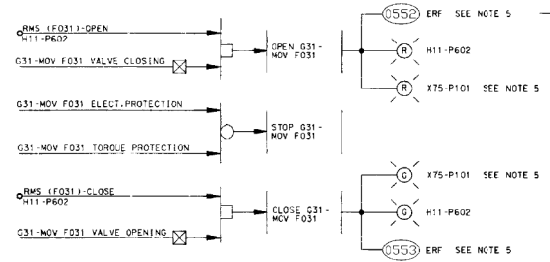 0552 ERF SEE NOTE 5
RMS (F031)-OPEN
H11-P602
OPEN G31-
MOV F031
R H11-P602
G31-MOV F031 VALVE CLOSING
R X75-P101 SEE NOTE 5
G31-MOV F031 ELECT.PROTECTION
STOP G31-
MOV F031
G31-MOV F031 TORQUE PROTECTION
G X75-P101 SEE NOTE 5
RMS (F031)-CLOSE
H11-P602
CLOSE G31-
MOV F031
G H11-P602
G31-MOV F031 VALVE OPENING
0553 ERF SEE NOTE 5